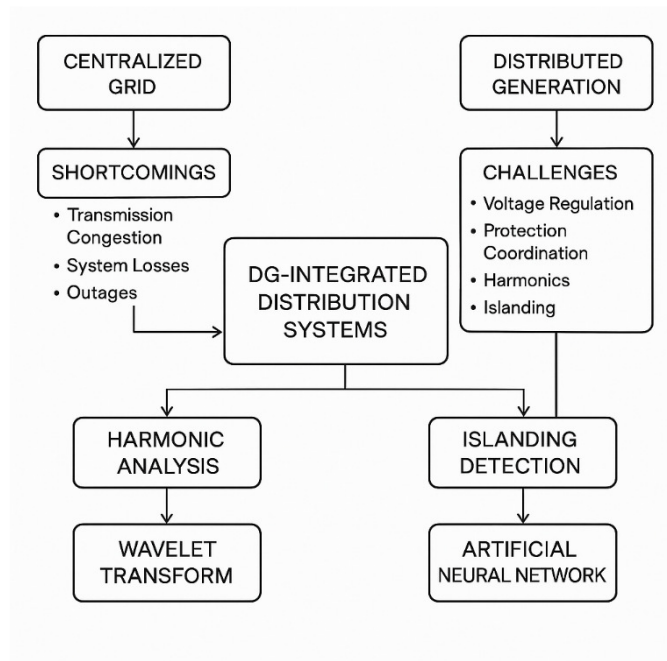 CENTRALIZED
GRID
DISTRIBUTED
GENERATION
SHORTCOMINGS
• Transmission
Congestion
• System Losses
• Outages
CHALLENGES
• Voltage Regulation
• Protection
Coordination
• Harmonics
• Islanding
DG-INTEGRATED
DISTRIBUTION
SYSTEMS
HARMONIC
ANALYSIS
ISLANDING
DETECTION
WAVELET
TRANSFORM
ARTIFICIAL
NEURAL NETWORK